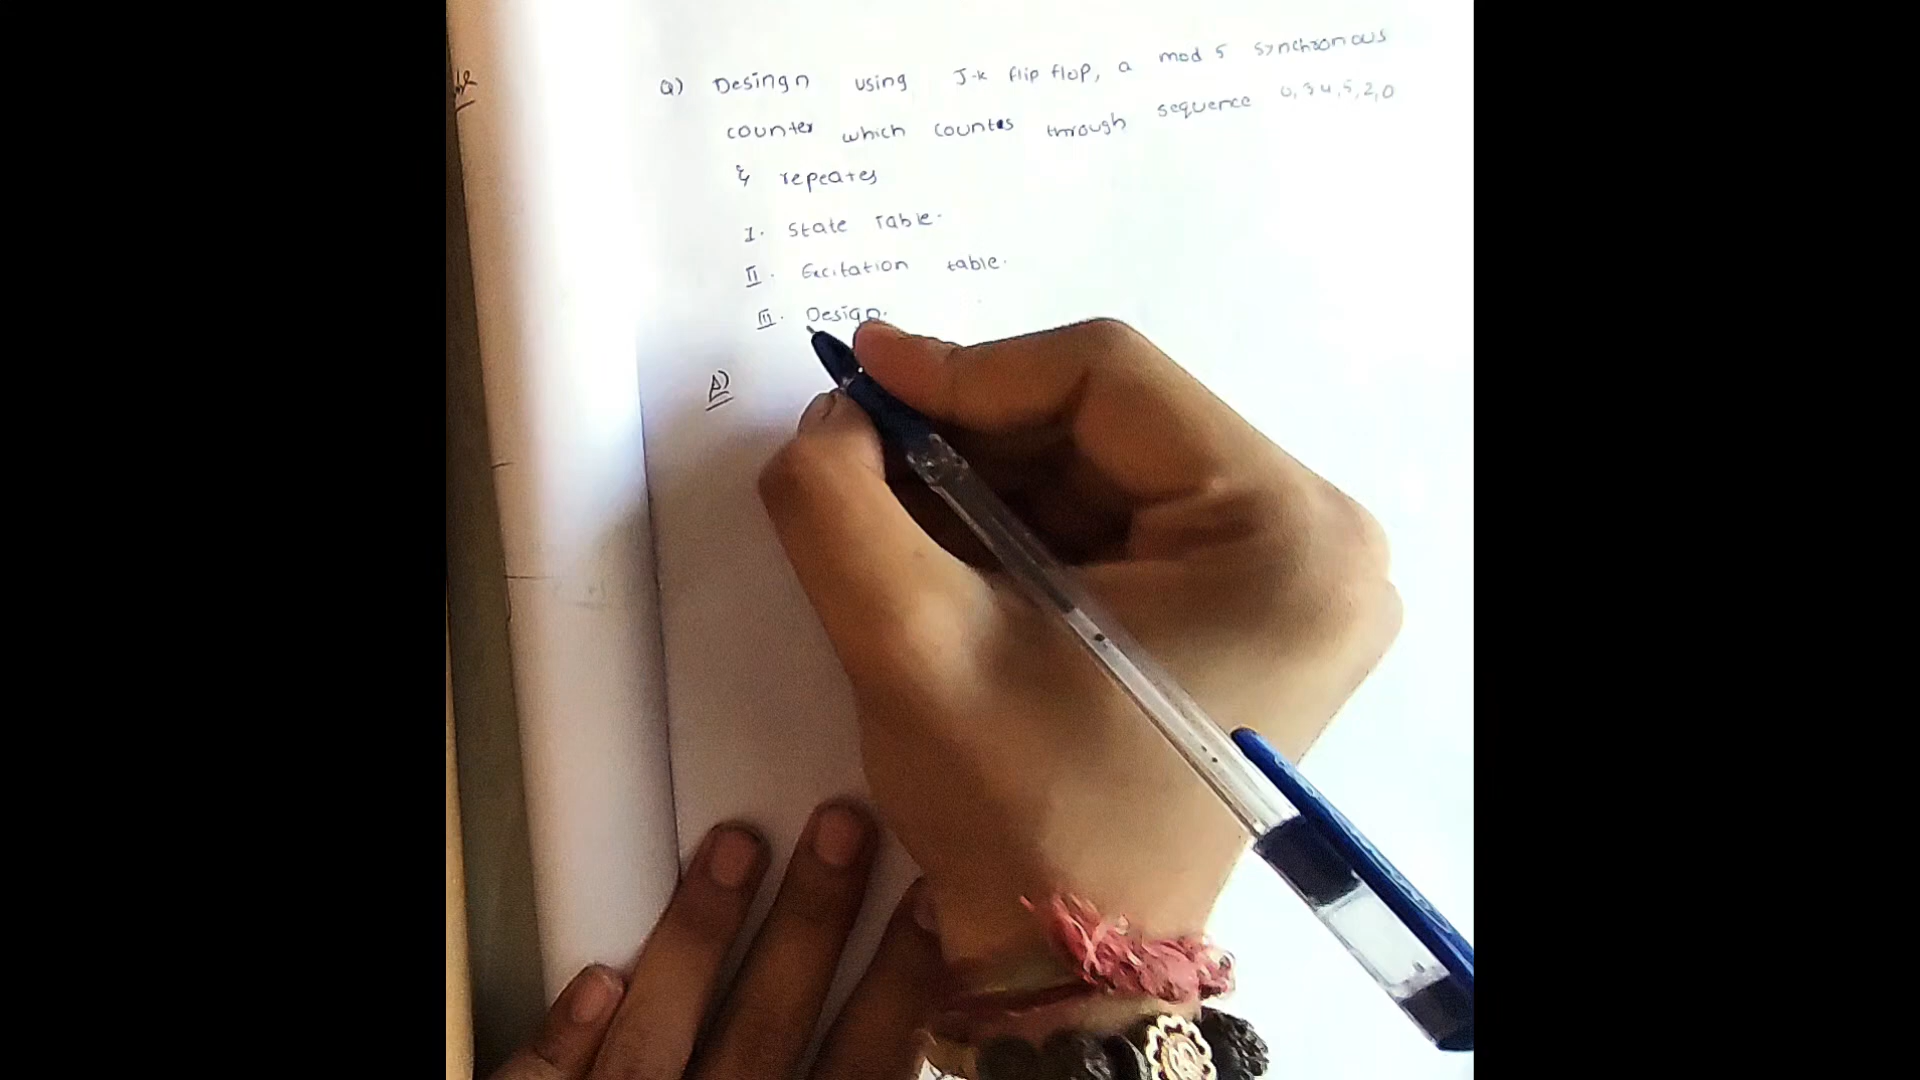 Q) Desingn using J-k flip flop, a mod 5 synchronous
counter which countes through sequence 0,3 4,5,2,0
& repeates
I. State Table.
II. Excitation table.
III. Design.
A)